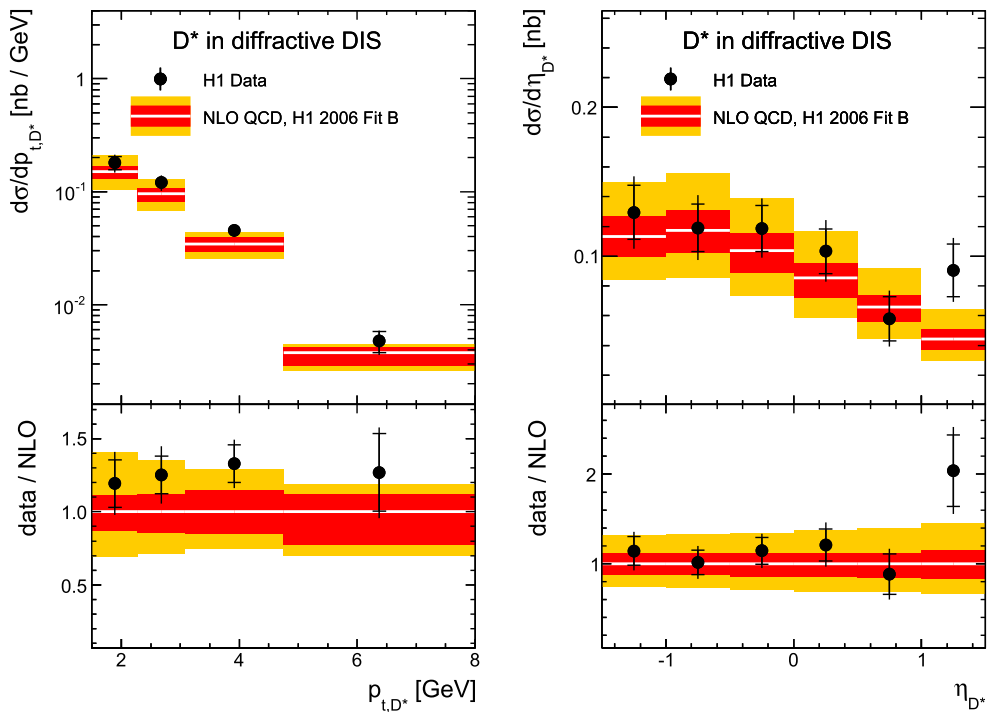 D* in diffractive DIS
H1 Data
NLO QCD, H1 2006 Fit B
dσ/dp_{t,D*} [nb / GeV]
1
10^{-1}
10^{-2}
data / NLO
1.5
1.0
0.5
2 4 6 8
p_{t,D*} [GeV]
D* in diffractive DIS
H1 Data
NLO QCD, H1 2006 Fit B
dσ/dη_{D*} [nb]
0.2
0.1
data / NLO
2
1
-1 0 1
η_{D*}